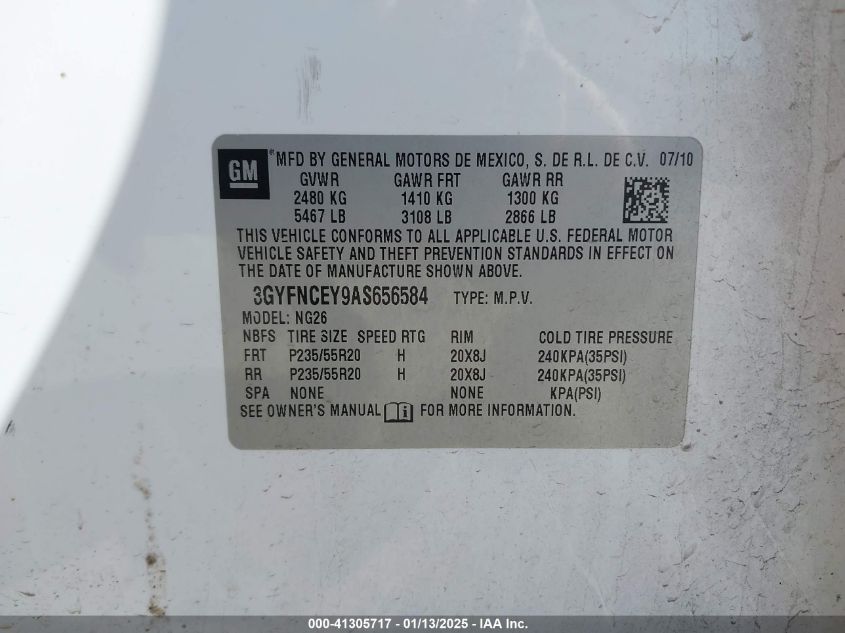 GM ® MFD BY GENERAL MOTORS DE MEXICO, S. DE R.L. DE C.V. 07/10
GVWR GAWR FRT GAWR RR
2480 KG 1410 KG 1300 KG
5467 LB 3108 LB 2866 LB
THIS VEHICLE CONFORMS TO ALL APPLICABLE U.S. FEDERAL MOTOR
VEHICLE SAFETY AND THEFT PREVENTION STANDARDS IN EFFECT ON
THE DATE OF MANUFACTURE SHOWN ABOVE.
3GYFNCEY9AS656584 TYPE: M.P.V.
MODEL: NG26
NBFS TIRE SIZE SPEED RTG RIM COLD TIRE PRESSURE
FRT P235/55R20 H 20X8J 240KPA(35PSI)
RR P235/55R20 H 20X8J 240KPA(35PSI)
SPA NONE NONE KPA(PSI)
SEE OWNER'S MANUAL FOR MORE INFORMATION.
000-41305717 - 01/13/2025 - IAA Inc.